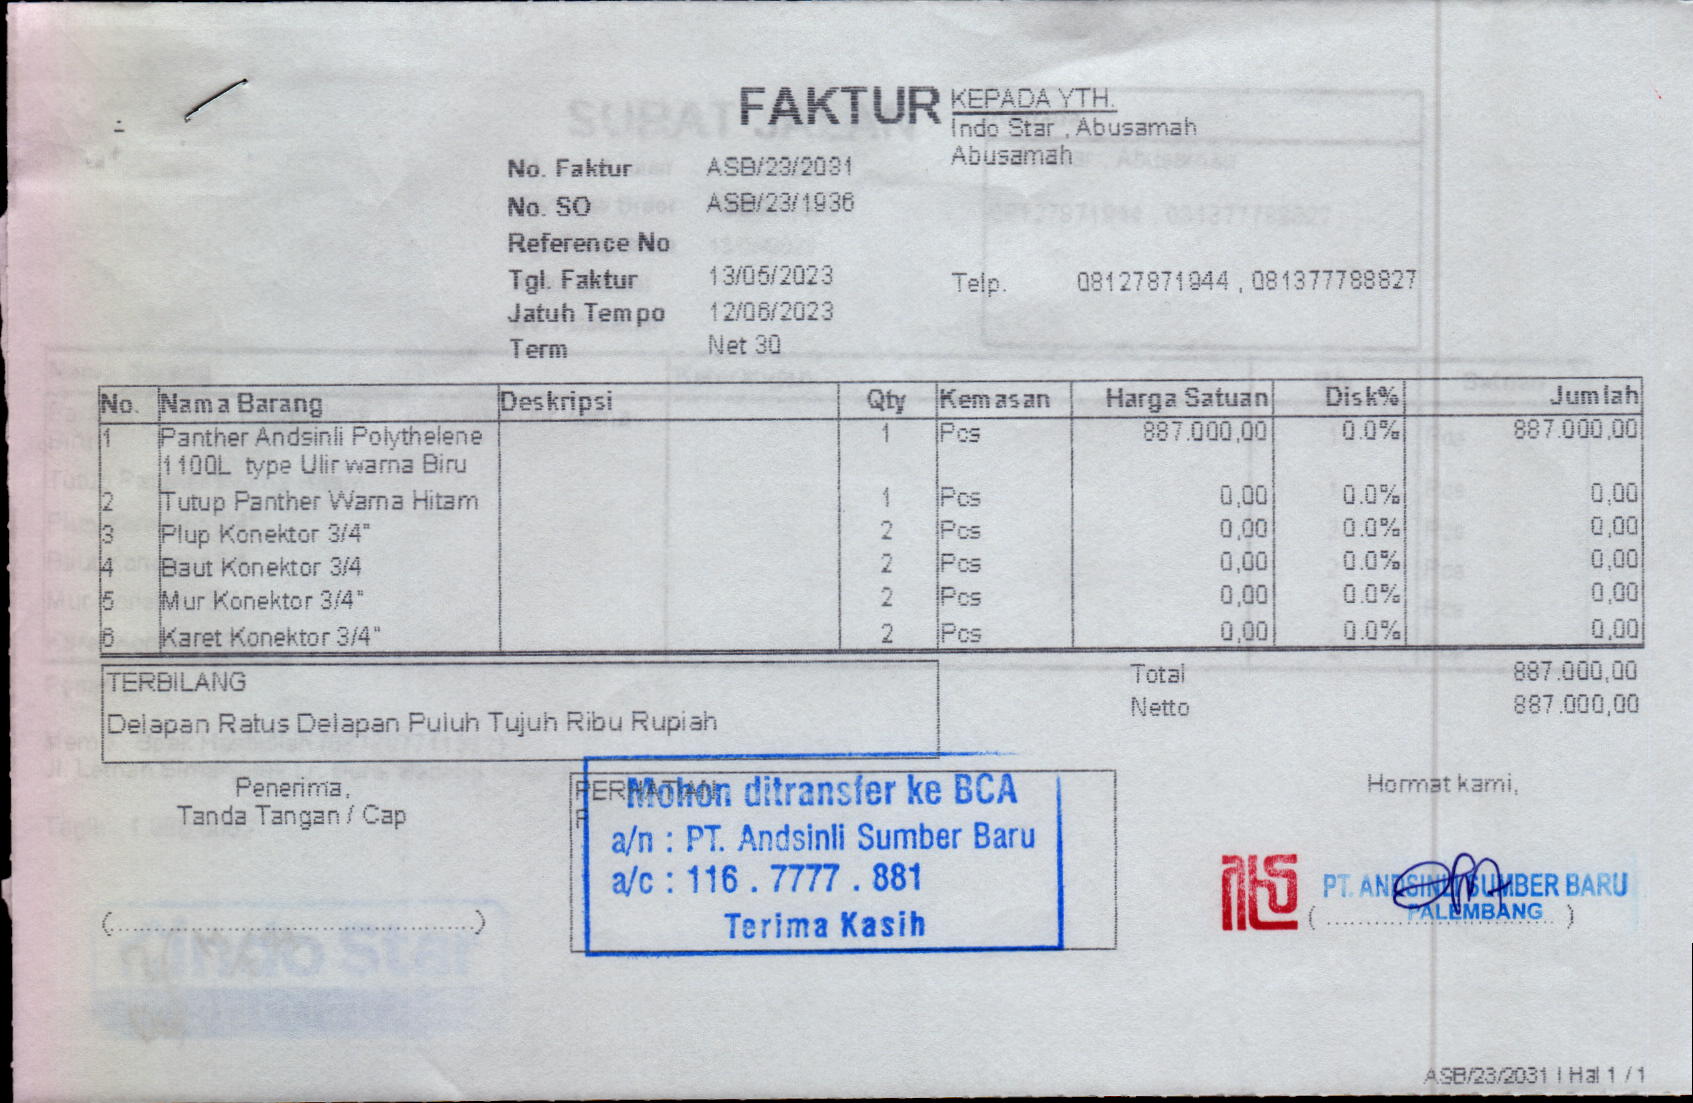 FAKTUR
KEPADA YTH.
Indo Star , Abusamah
Abusamah
No. Faktur ASB/23/2031
No. SO ASB/23/1936
Reference No
Tgl. Faktur 13/05/2023
Telp. 08127871944 , 081377788827
Jatuh Tempo 12/06/2023
Term Net 30
No. Nama Barang Deskripsi Qty Kemasan Harga Satuan Disk% Jumlah
1 Panther Andsinli Polythelene 1 Pcs 887.000,00 0.0% 887.000,00
1100L type Ulir warna Biru
2 Tutup Panther Warna Hitam 1 Pcs 0,00 0.0% 0,00
3 Plup Konektor 3/4" 2 Pcs 0,00 0.0% 0,00
4 Baut Konektor 3/4 2 Pcs 0,00 0.0% 0,00
5 Mur Konektor 3/4" 2 Pcs 0,00 0.0% 0,00
6 Karet Konektor 3/4" 2 Pcs 0,00 0.0% 0,00
TERBILANG
Delapan Ratus Delapan Puluh Tujuh Ribu Rupiah
Total 887.000,00
Netto 887.000,00
Penerima,
Tanda Tangan / Cap
(................................................)
PERHATIAN
Mohon ditransfer ke BCA
a/n : PT. Andsinli Sumber Baru
a/c : 116 . 7777 . 881
Terima Kasih
Hormat kami,
PT. ANDSINLI SUMBER BARU
PALEMBANG
(................................)
ASB/23/2031 | Hal 1 / 1